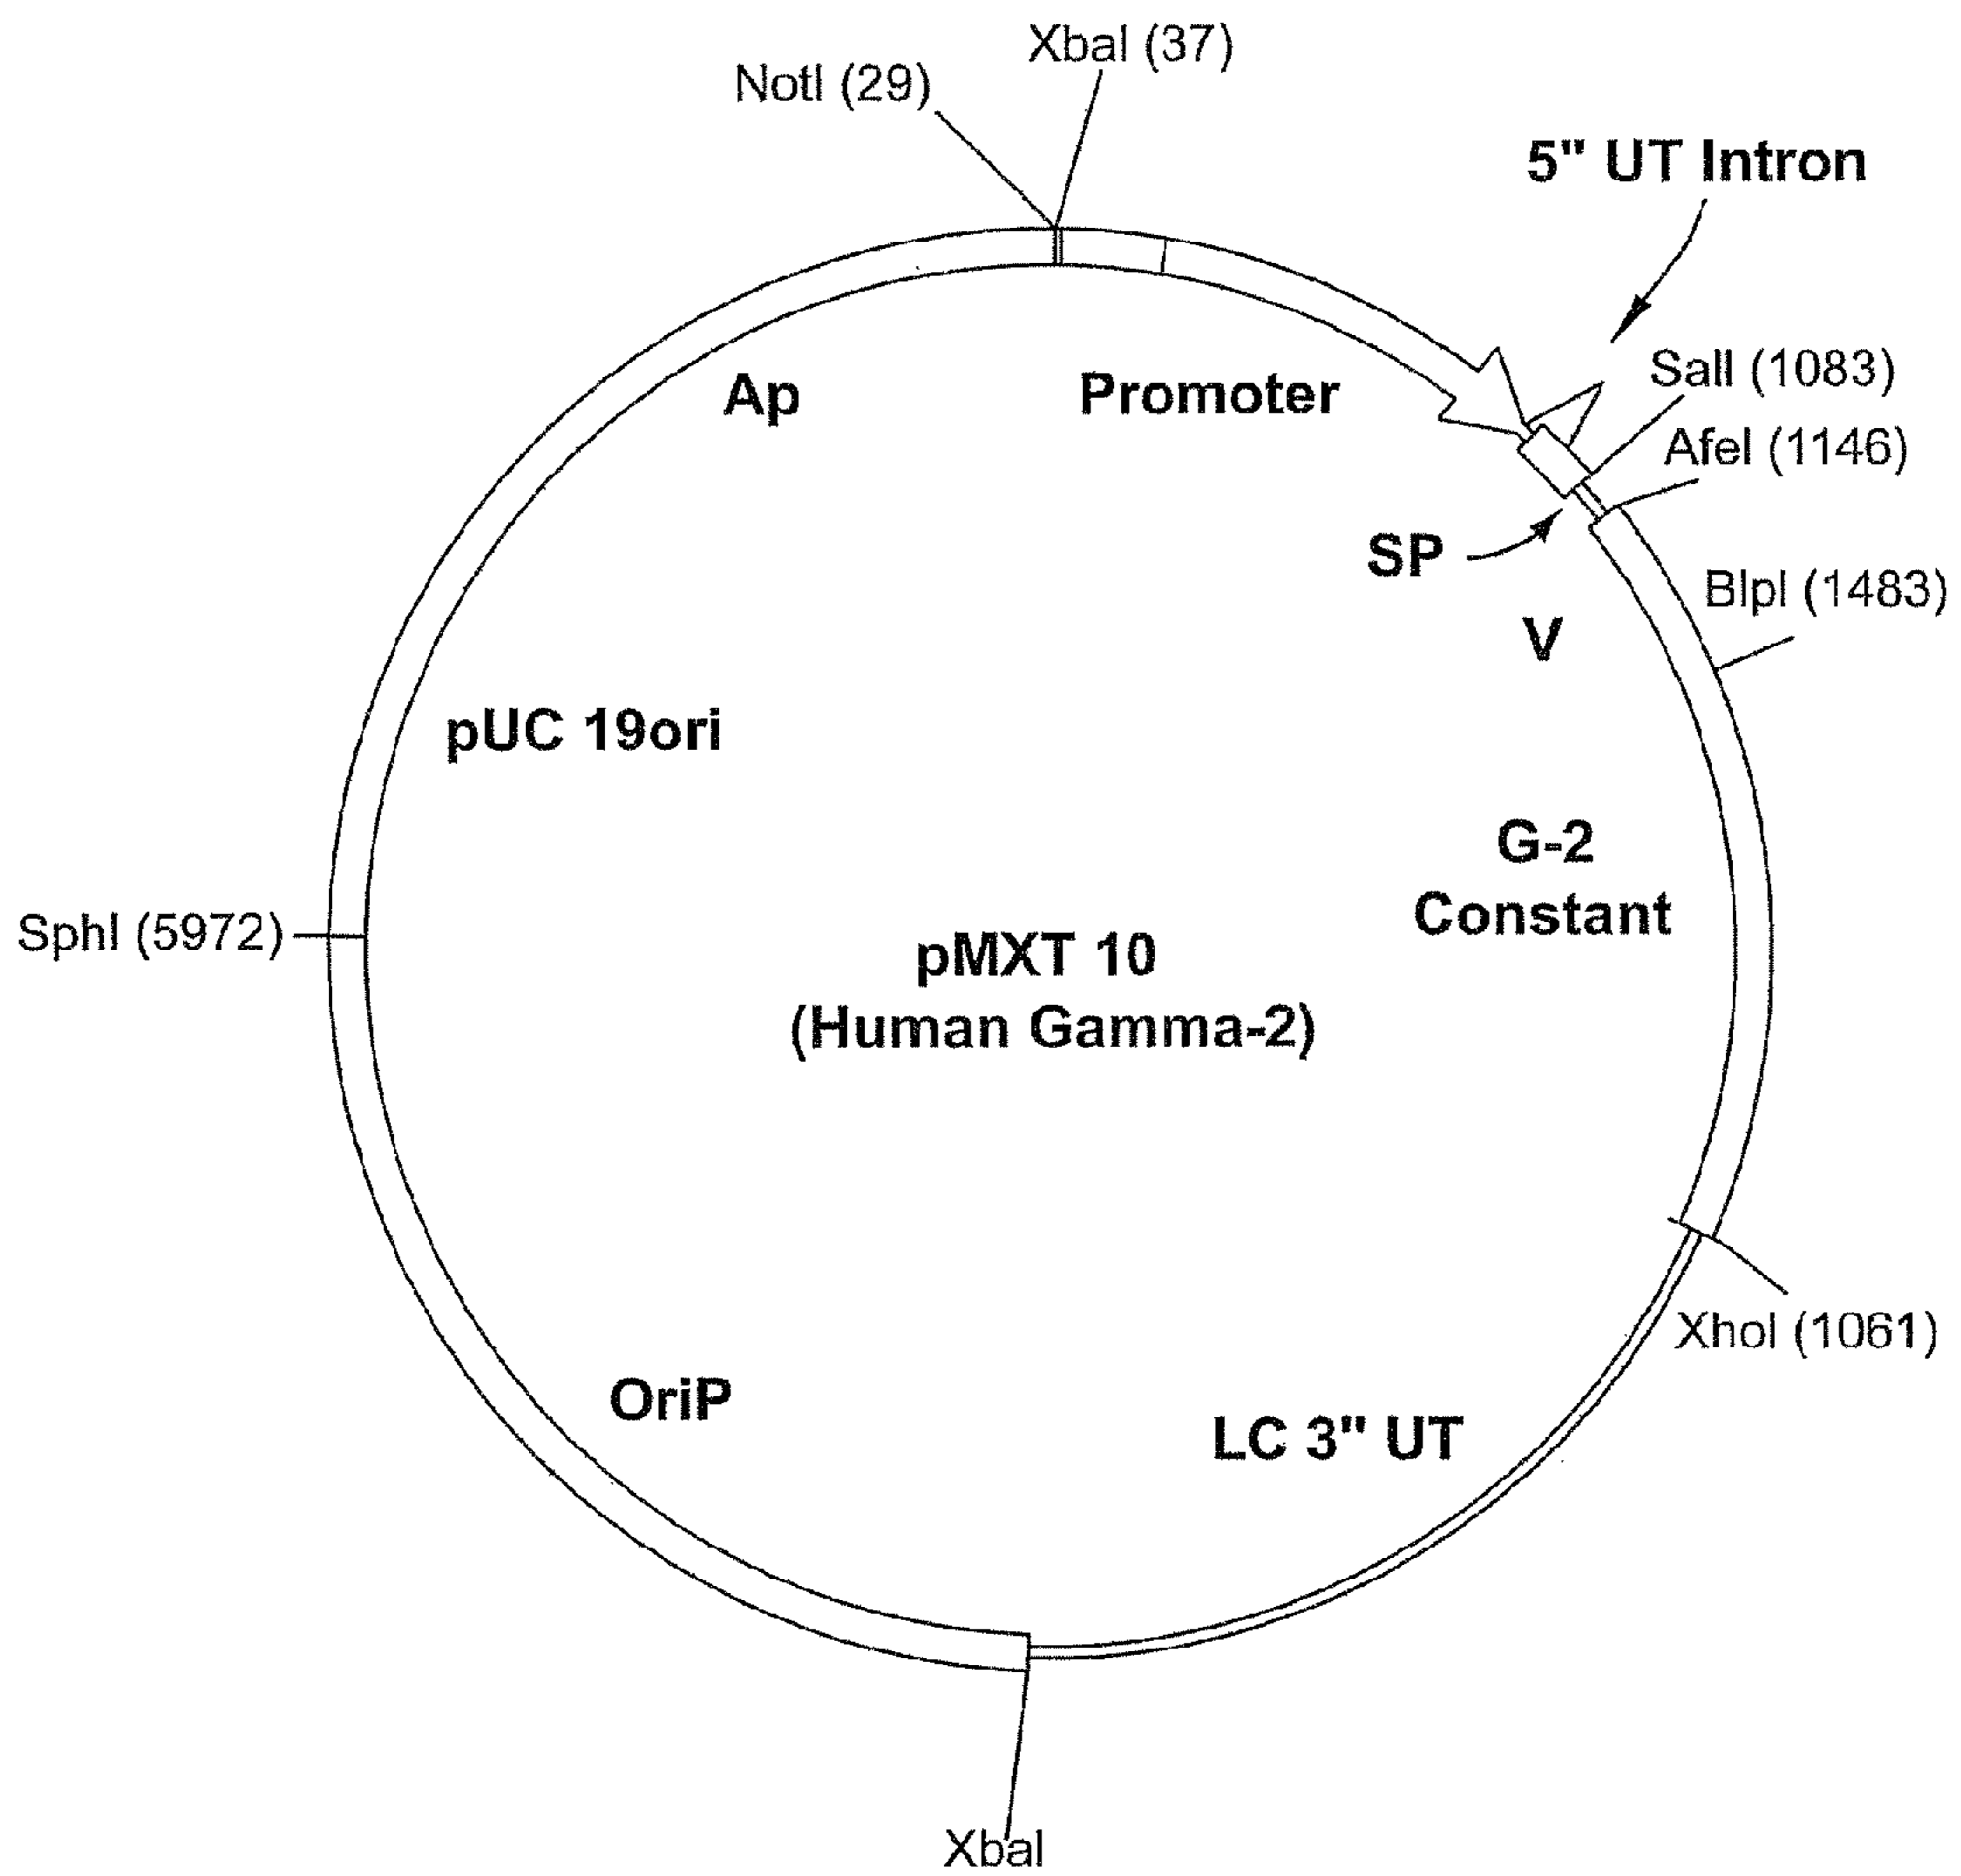 XbaI (37)
NotI (29)
5" UT Intron
SalI (1083)
Ap
Promoter
AfeI (1146)
SP
BlpI (1483)
V
pUC 19ori
G-2
Constant
SphI (5972)
pMXT 10
(Human Gamma-2)
XhoI (1061)
OriP
LC 3" UT
XbaI